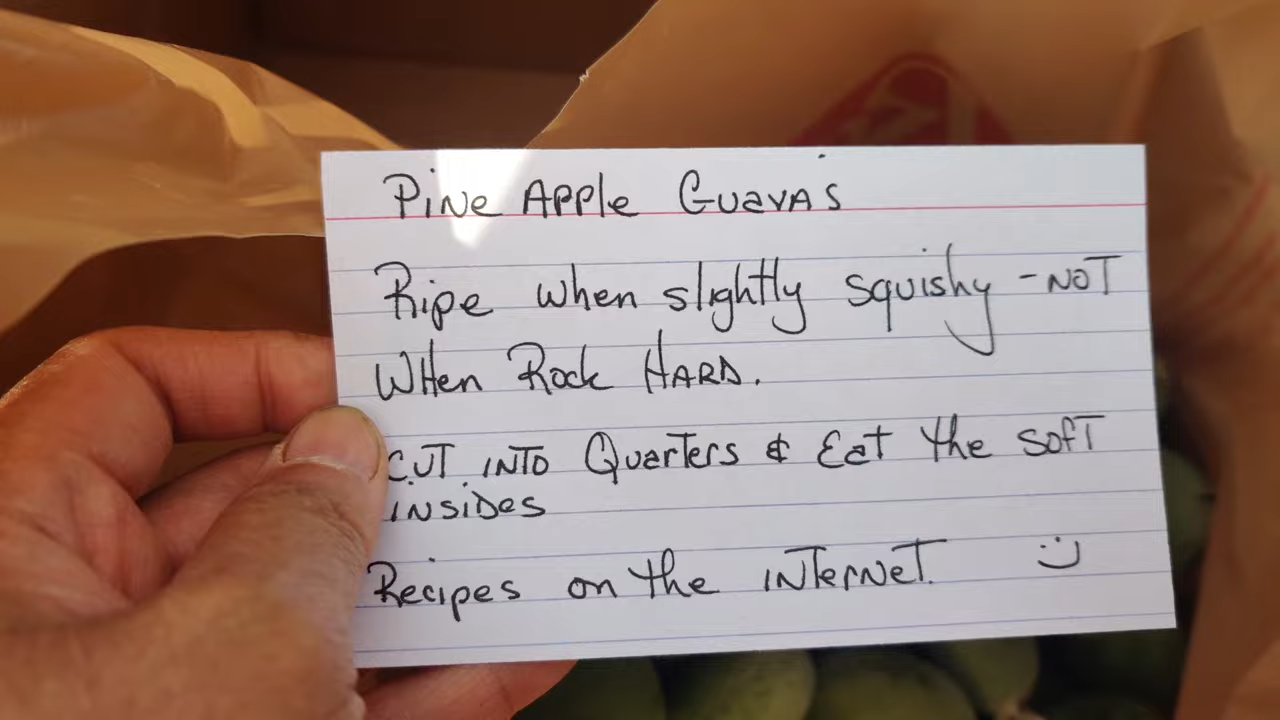 Pine Apple Guava's
Ripe when slightly squishy - NOT
When Rock Hard.
CUT INTO Quarters & Eat the soft
INSIDES
Recipes on the INTerNeT. :)